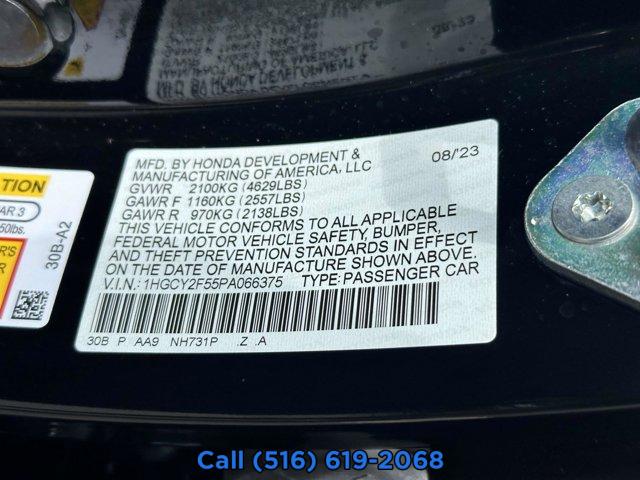 MFD. BY HONDA DEVELOPMENT &
MANUFACTURING OF AMERICA, LLC
08/'23
GVWR 2100KG (4629LBS)
GAWR F 1160KG (2557LBS)
GAWR R 970KG (2138LBS)
THIS VEHICLE CONFORMS TO ALL APPLICABLE
FEDERAL MOTOR VEHICLE SAFETY, BUMPER,
AND THEFT PREVENTION STANDARDS IN EFFECT
ON THE DATE OF MANUFACTURE SHOWN ABOVE.
V.I.N.: 1HGCY2F55PA066375 TYPE: PASSENGER CAR
30B P AA9 NH731P .Z .A
30B-A2
Call (516) 619-2068